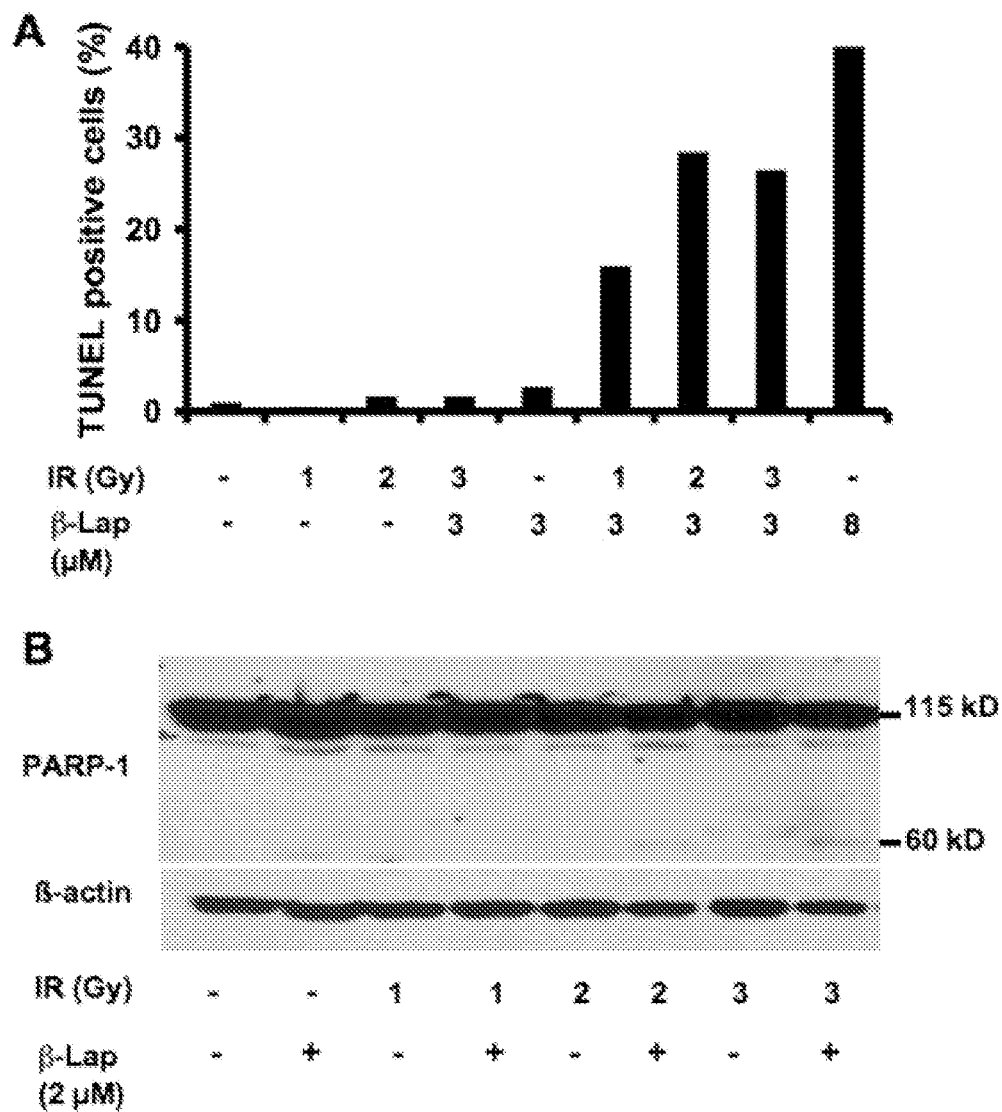 A
TUNEL positive cells (%)
40
30
20
10
0
IR (Gy) - 1 2 3 - 1 2 3 -
β-Lap - - - 3 3 3 3 3 8
(µM)
B
115 kD
PARP-1
60 kD
ß-actin
IR (Gy) - - 1 1 2 2 3 3
β-Lap - + - + - + - +
(2 µM)